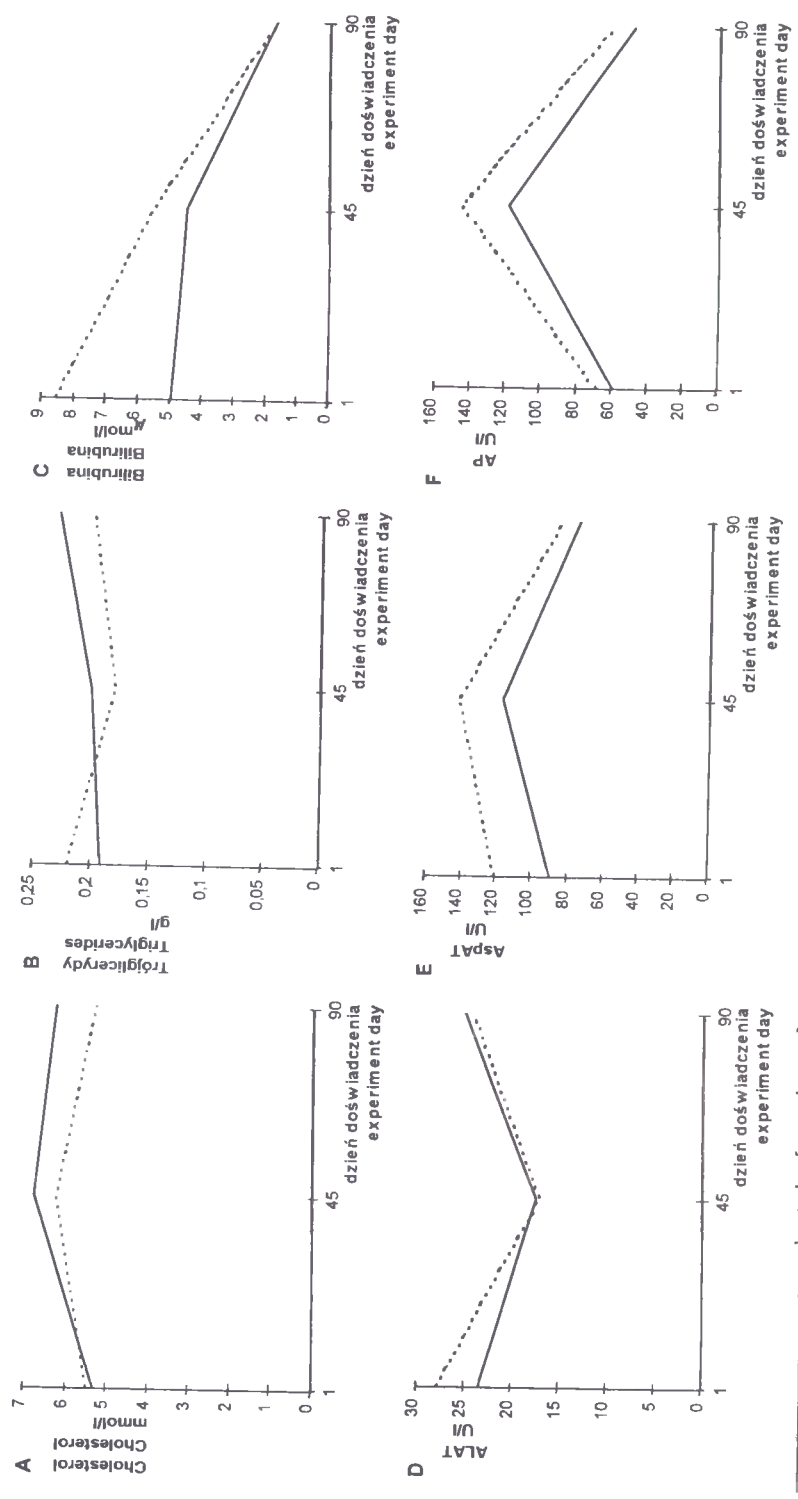 A
Cholesterol
Cholesterol
mmol/l
7
6
5
4
3
2
1
0
1
45
90
dzień doświadczenia
experiment day
B
Trójglicerydy
Triglycerides
g/l
0,25
0,2
0,15
0,1
0,05
0
1
45
90
dzień doświadczenia
experiment day
C
Bilirubina
Bilirubina
μmol/l
9
8
7
6
5
4
3
2
1
0
1
45
90
dzień doświadczenia
experiment day
D
ALAT
U/l
30
25
20
15
10
5
0
1
45
90
dzień doświadczenia
experiment day
E
AspAT
U/l
160
140
120
100
80
60
40
20
0
1
45
90
dzień doświadczenia
experiment day
F
AP
U/l
160
140
120
100
80
60
40
20
0
1
45
90
dzień doświadczenia
experiment day